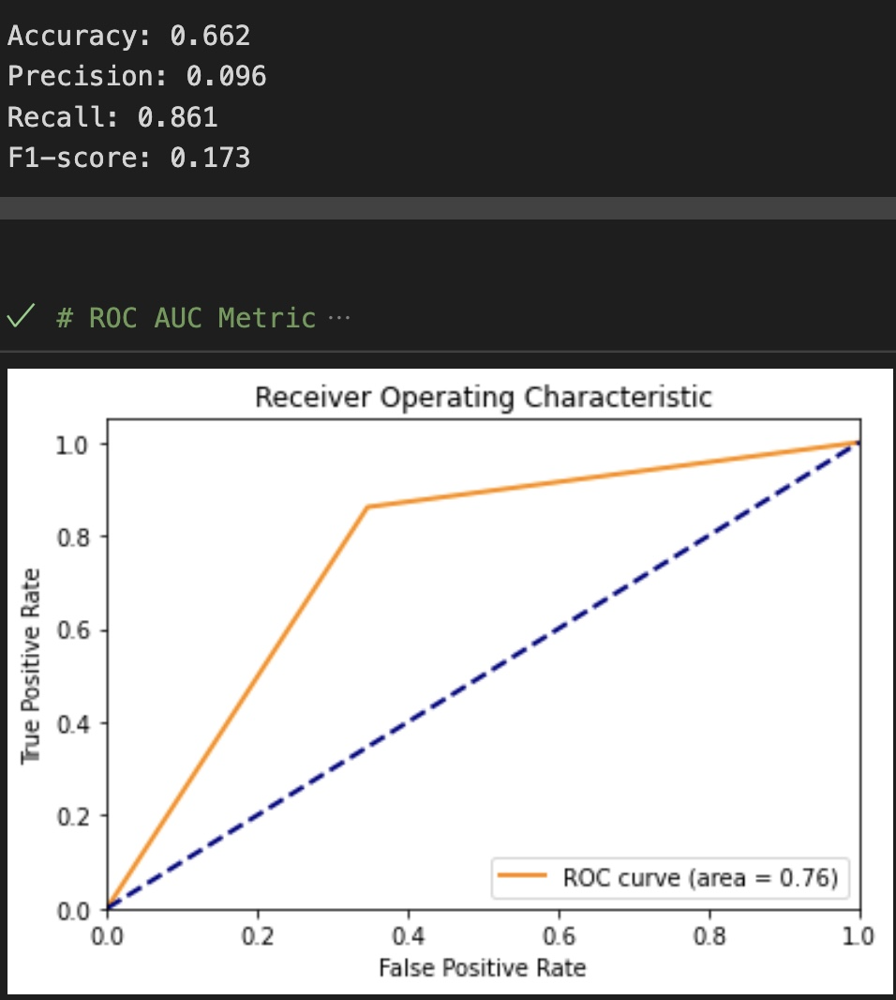 Accuracy: 0.662
Precision: 0.096
Recall: 0.861
F1-score: 0.173
# ROC AUC Metric ...
Receiver Operating Characteristic
1.0
0.8
0.6
0.4
0.2
0.0
True Positive Rate
ROC curve (area = 0.76)
0.0 0.2 0.4 0.6 0.8 1.0
False Positive Rate